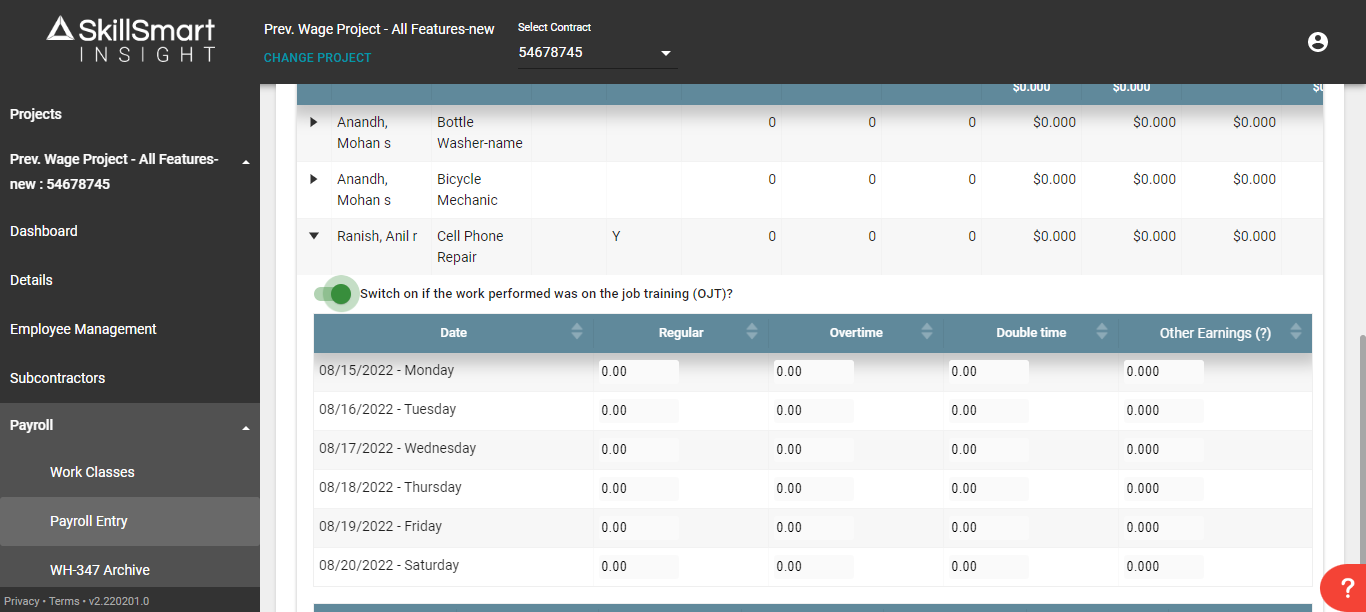 SkillSmart
INSIGHT
Prev. Wage Project - All Features-new
CHANGE PROJECT
Select Contract
54678745
Projects
Prev. Wage Project - All Features-
new : 54678745
Dashboard
Details
Employee Management
Subcontractors
Payroll
Work Classes
Payroll Entry
WH-347 Archive
Privacy • Terms • v2.220201.0
$0.000 $0.000
Anandh, Bottle 0 0 0 $0.000 $0.000 $0.000
Mohan s Washer-name
Anandh, Bicycle 0 0 0 $0.000 $0.000 $0.000
Mohan s Mechanic
Ranish, Anil r Cell Phone Y 0 0 0 $0.000 $0.000 $0.000
Repair
Switch on if the work performed was on the job training (OJT)?
Date Regular Overtime Double time Other Earnings (?)
08/15/2022 - Monday 0.00 0.00 0.00 0.000
08/16/2022 - Tuesday 0.00 0.00 0.00 0.000
08/17/2022 - Wednesday 0.00 0.00 0.00 0.000
08/18/2022 - Thursday 0.00 0.00 0.00 0.000
08/19/2022 - Friday 0.00 0.00 0.00 0.000
08/20/2022 - Saturday 0.00 0.00 0.00 0.000
?